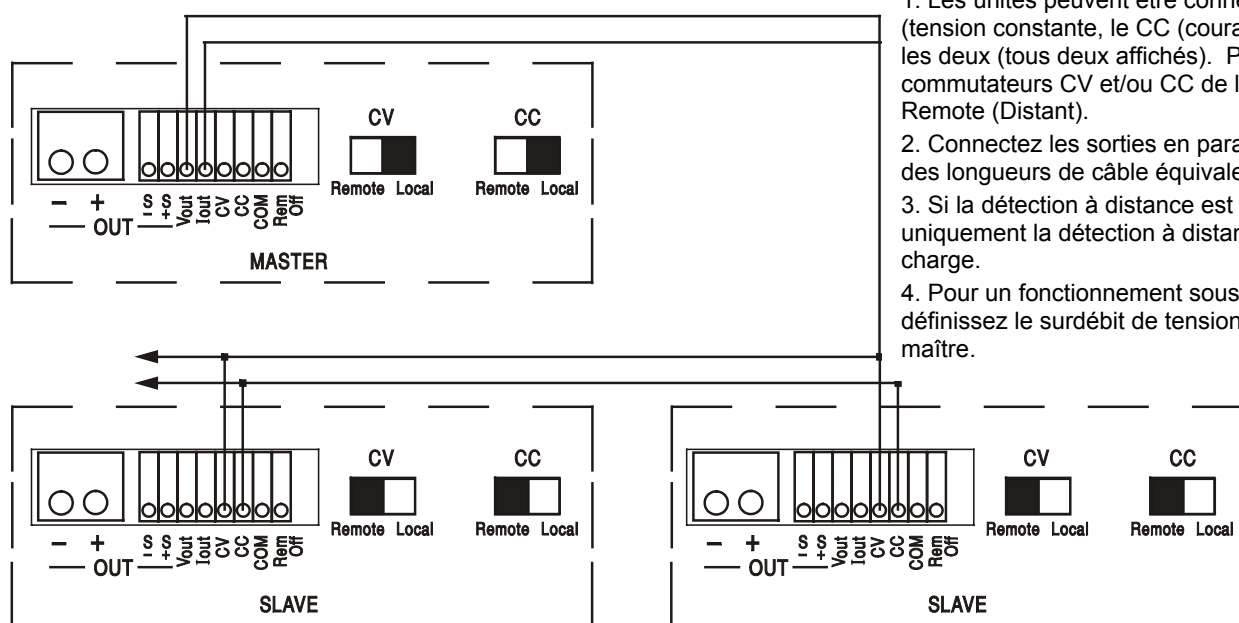 1. Les unités peuvent être conne
(tension constante, le CC (coura
les deux (tous deux affichés). P
commutateurs CV et/ou CC de l
Remote (Distant).
2. Connectez les sorties en para
des longueurs de câble équivale
3. Si la détection à distance est
uniquement la détection à distan
charge.
4. Pour un fonctionnement sous
définissez le surdébit de tension
maître.
CV
Remote Local
CC
Remote Local
− +
OUT
−S
+S
Vout
Iout
CV
CC
COM
Rem
Off
MASTER
CV
Remote Local
CC
Remote Local
− +
OUT
−S
+S
Vout
Iout
CV
CC
COM
Rem
Off
SLAVE
CV
Remote Local
CC
Remote Local
− +
OUT
−S
+S
Vout
Iout
CV
CC
COM
Rem
Off
SLAVE